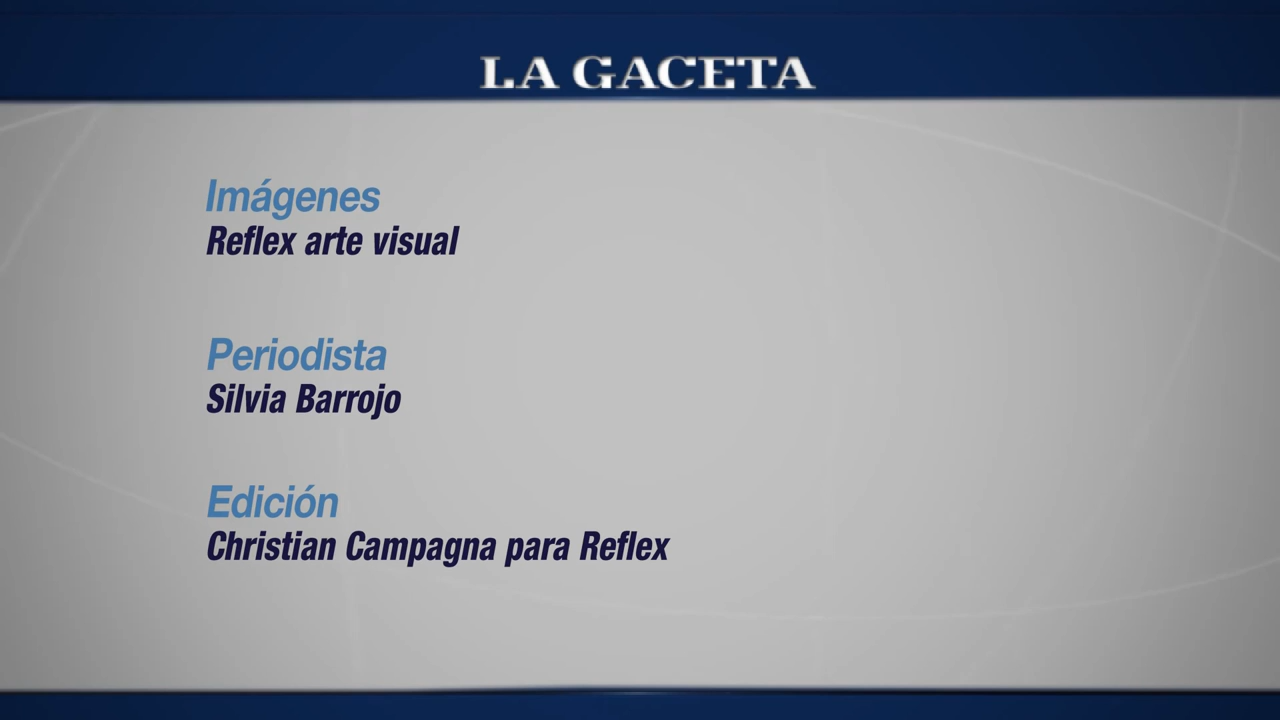 LA GACETA
Imágenes
Reflex arte visual
Periodista
Silvia Barrojo
Edición
Christian Campagna para Reflex